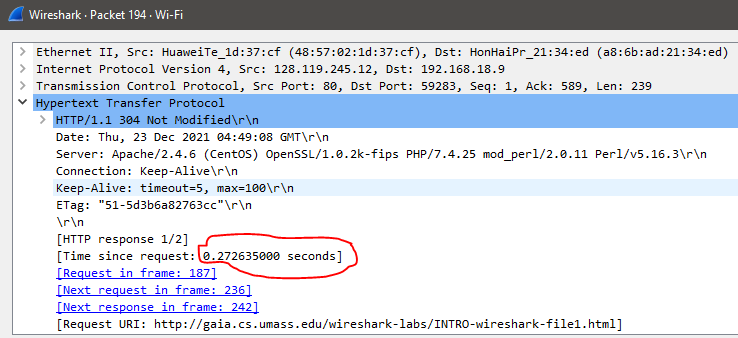 Wireshark · Packet 194 · Wi-Fi
Ethernet II, Src: HuaweiTe_1d:37:cf (48:57:02:1d:37:cf), Dst: HonHaiPr_21:34:ed (a8:6b:ad:21:34:ed)
Internet Protocol Version 4, Src: 128.119.245.12, Dst: 192.168.18.9
Transmission Control Protocol, Src Port: 80, Dst Port: 59283, Seq: 1, Ack: 589, Len: 239
Hypertext Transfer Protocol
HTTP/1.1 304 Not Modified\r\n
Date: Thu, 23 Dec 2021 04:49:08 GMT\r\n
Server: Apache/2.4.6 (CentOS) OpenSSL/1.0.2k-fips PHP/7.4.25 mod_perl/2.0.11 Perl/v5.16.3\r\n
Connection: Keep-Alive\r\n
Keep-Alive: timeout=5, max=100\r\n
ETag: "51-5d3b6a82763cc"\r\n
\r\n
[HTTP response 1/2]
[Time since request: 0.272635000 seconds]
[Request in frame: 187]
[Next request in frame: 236]
[Next response in frame: 242]
[Request URI: http://gaia.cs.umass.edu/wireshark-labs/INTRO-wireshark-file1.html]